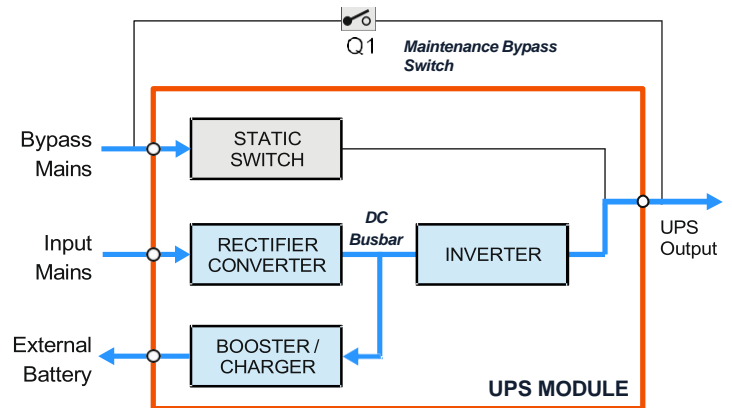 Q1
Maintenance Bypass
Switch
Bypass
Mains
STATIC
SWITCH
Input
Mains
RECTIFIER
CONVERTER
DC
Busbar
INVERTER
UPS
Output
External
Battery
BOOSTER /
CHARGER
UPS MODULE